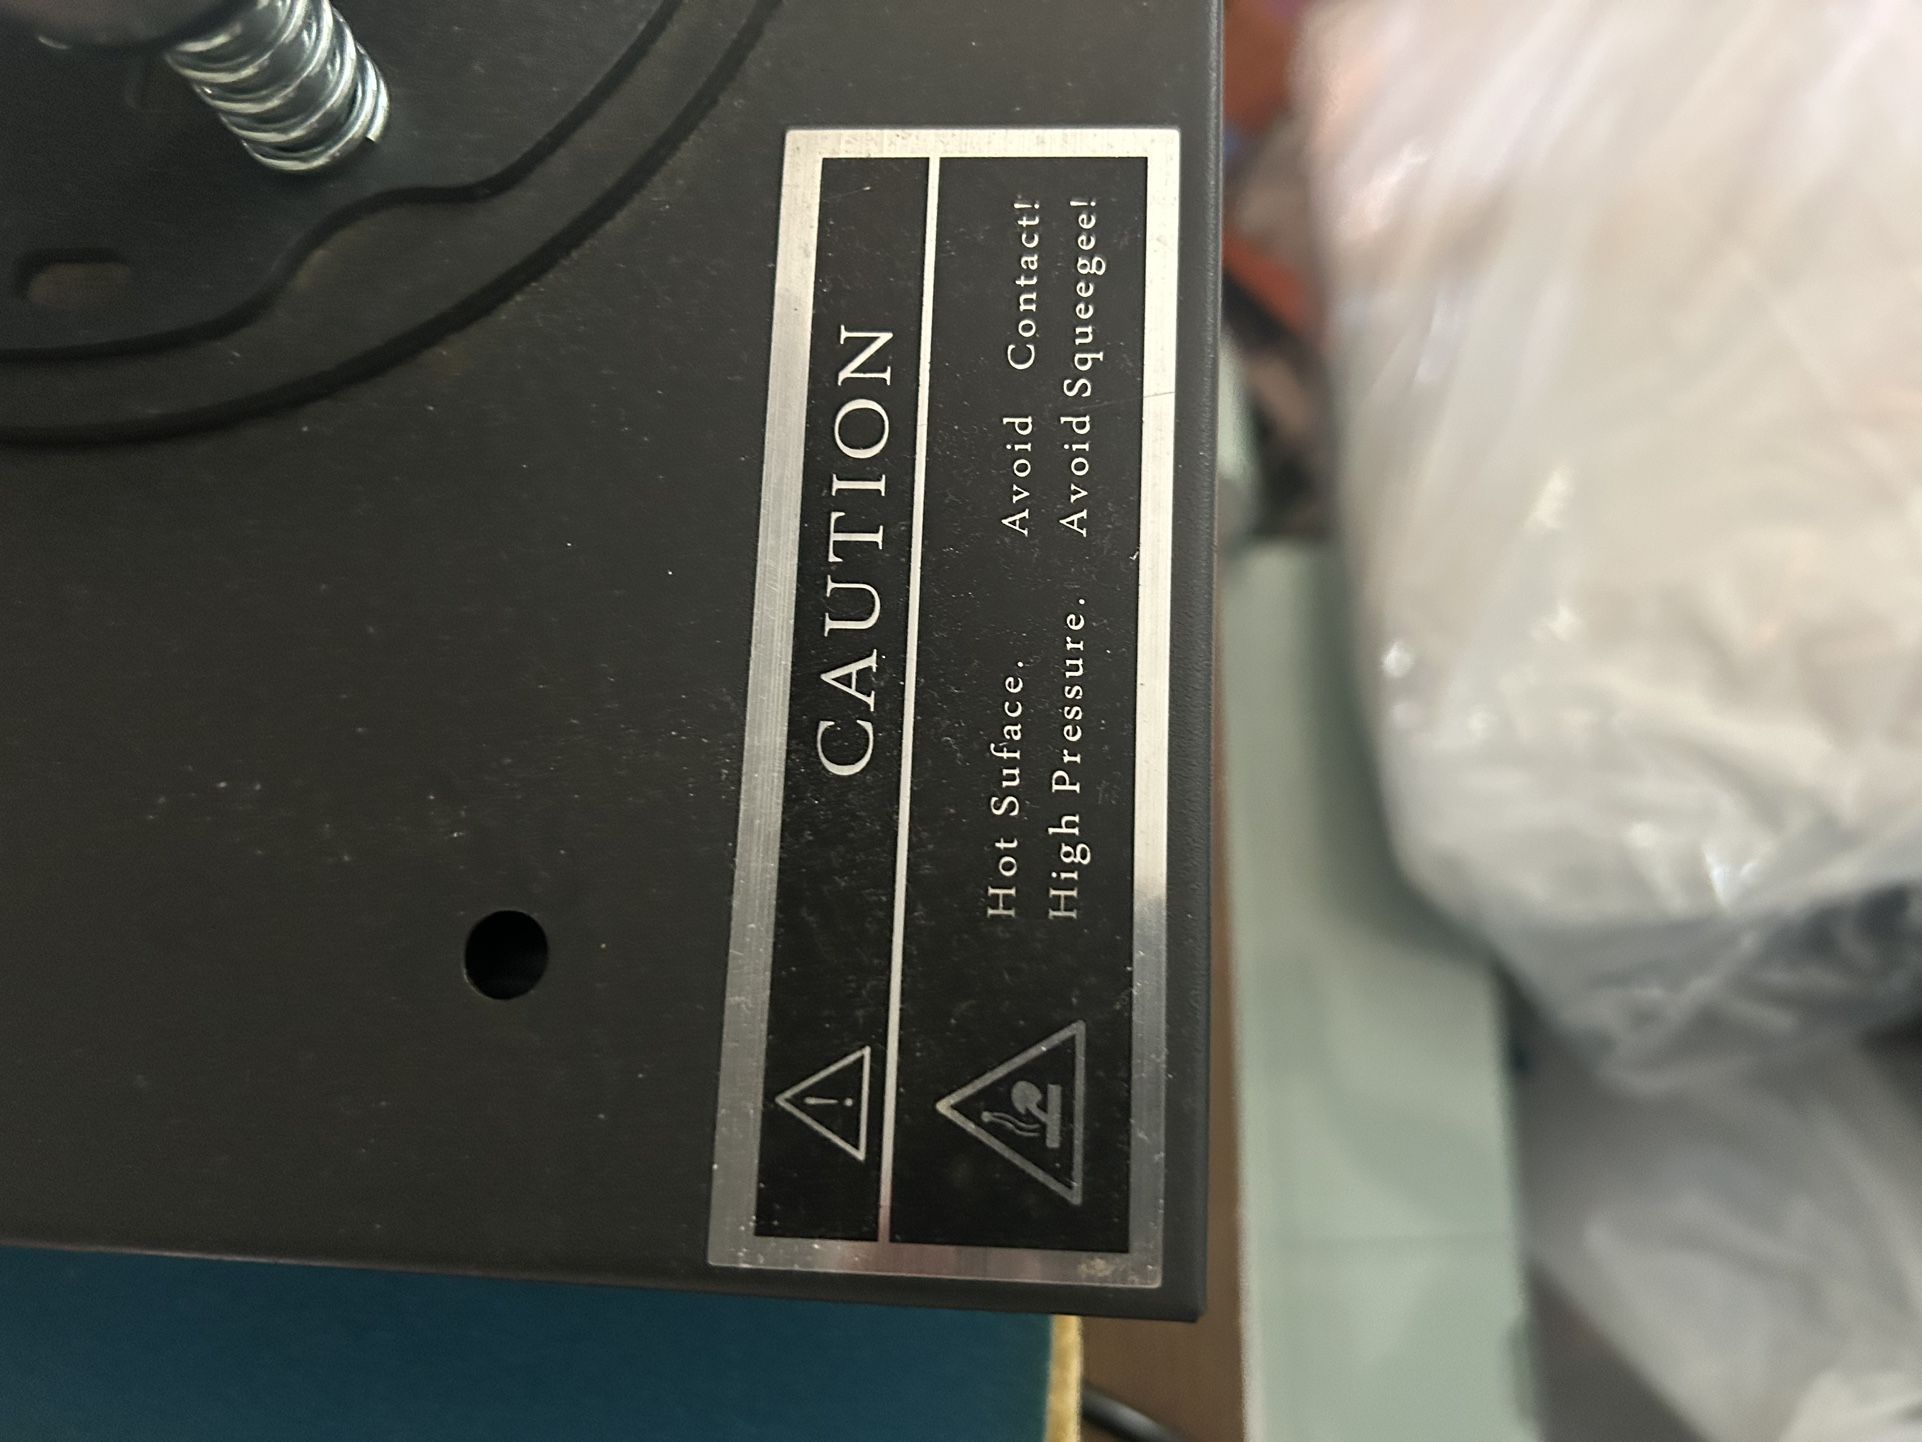 CAUTION
Hot Suface. Avoid Contact!
High Pressure. Avoid Squeegee!